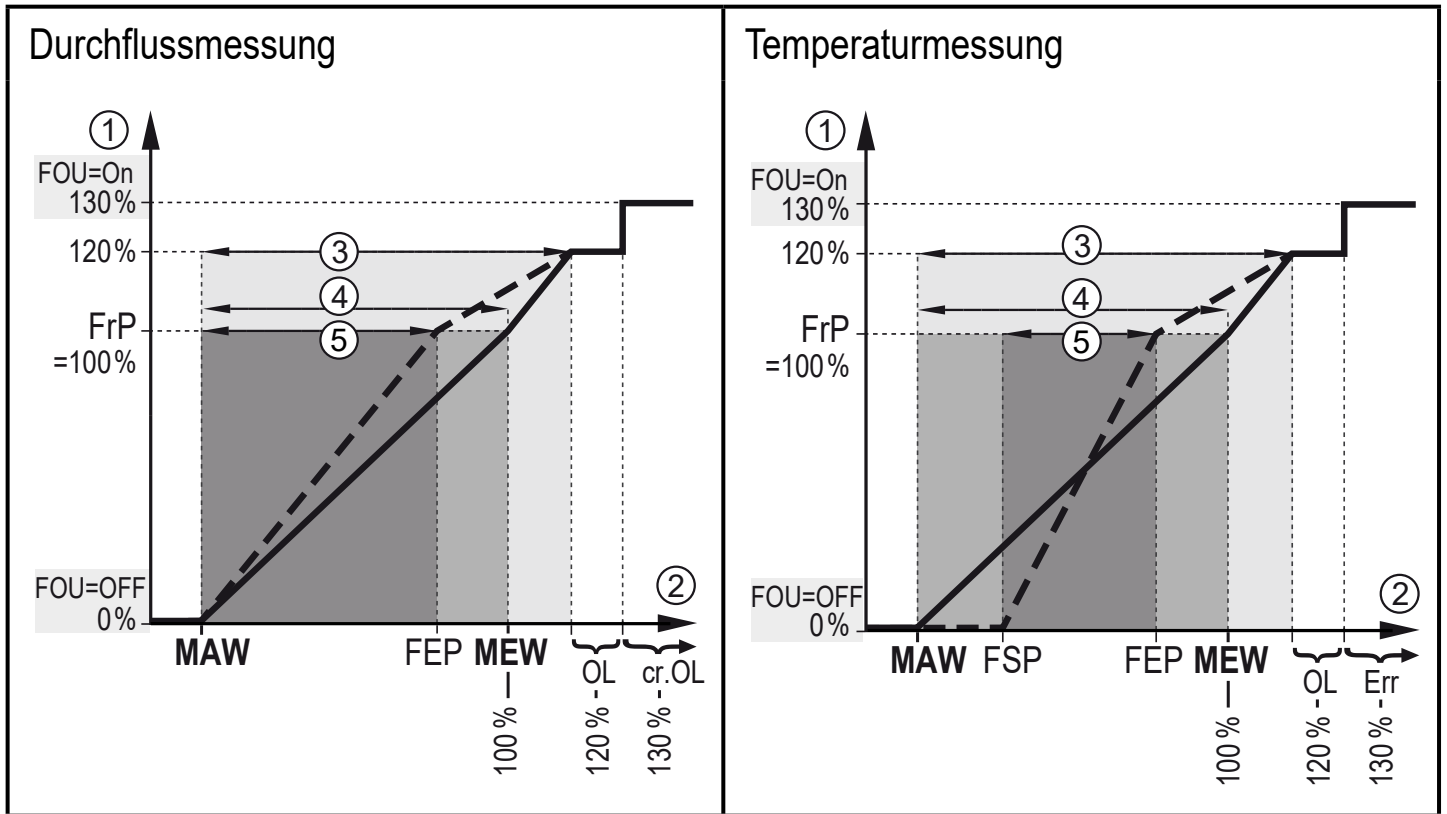 Durchflussmessung
①
FOU=On
130 %
120 %
FrP
=100 %
FOU=OFF
0 %
③
④
⑤
②
MAW
FEP
MEW
OL
cr.OL
100 %
120 %
130 %
Temperaturmessung
①
FOU=On
130 %
120 %
FrP
=100 %
FOU=OFF
0 %
③
④
⑤
②
MAW
FSP
FEP
MEW
OL
Err
100 %
120 %
130 %